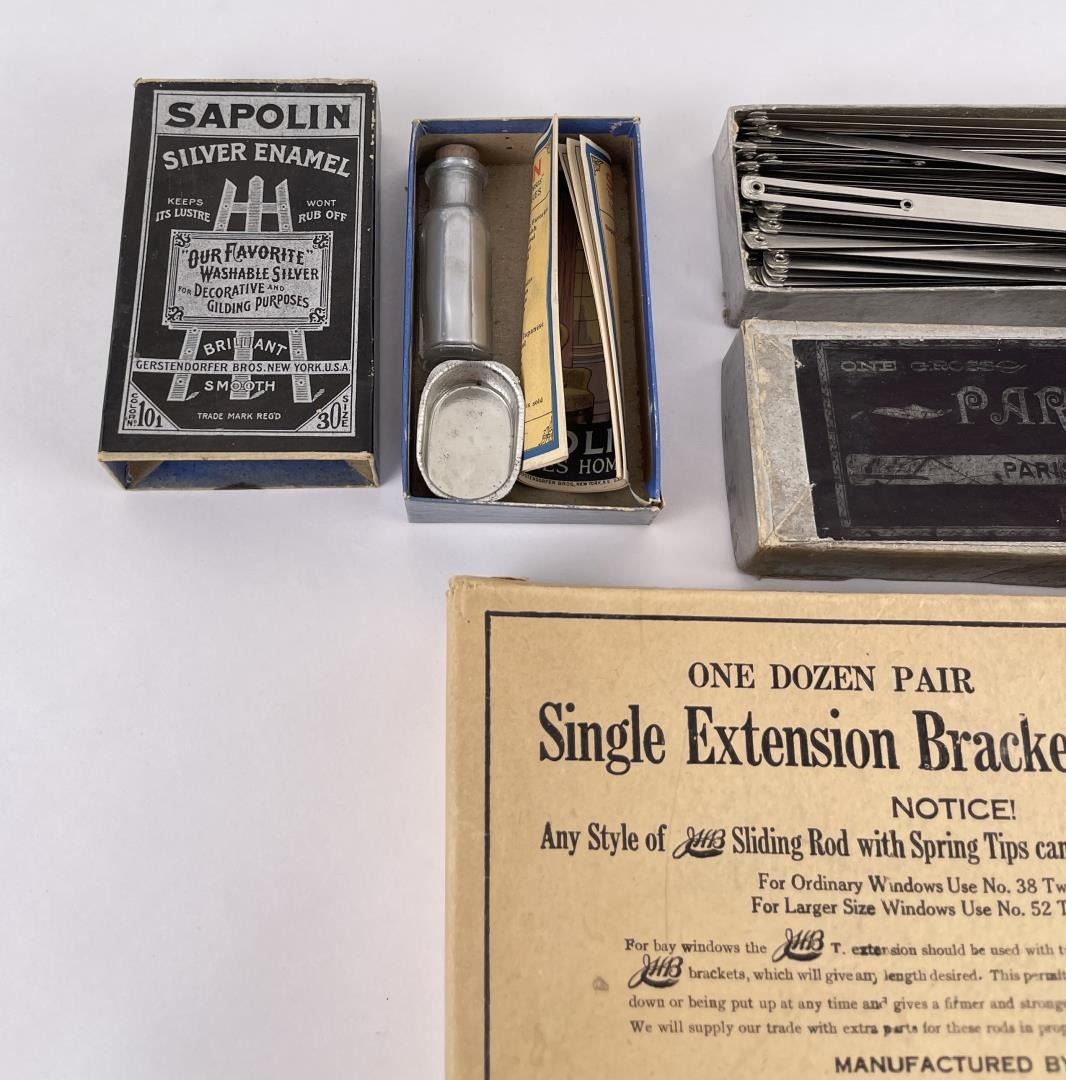 SAPOLIN
SILVER ENAMEL
KEEPS ITS LUSTRE
WONT RUB OFF
"OUR FAVORITE"
WASHABLE SILVER
FOR DECORATIVE AND
GILDING PURPOSES
BRILLIANT
GERSTENDORFER BROS. NEW YORK. U.S.A.
SMOOTH
COLOR No. 101
TRADE MARK REG'D
30 SIZE
ONE GROSS
PAR
PARIS
ONE DOZEN PAIR
Single Extension Bracke
NOTICE!
Any Style of JHB Sliding Rod with Spring Tips can
For Ordinary Windows Use No. 38 Tw
For Larger Size Windows Use No. 52 T
For bay windows the JHB T. extension should be used with t
JHB brackets, which will give any length desired. This permit
down or being put up at any time and gives a firmer and stronge
We will supply our trade with extra parts for these rods in prop
MANUFACTURED BY